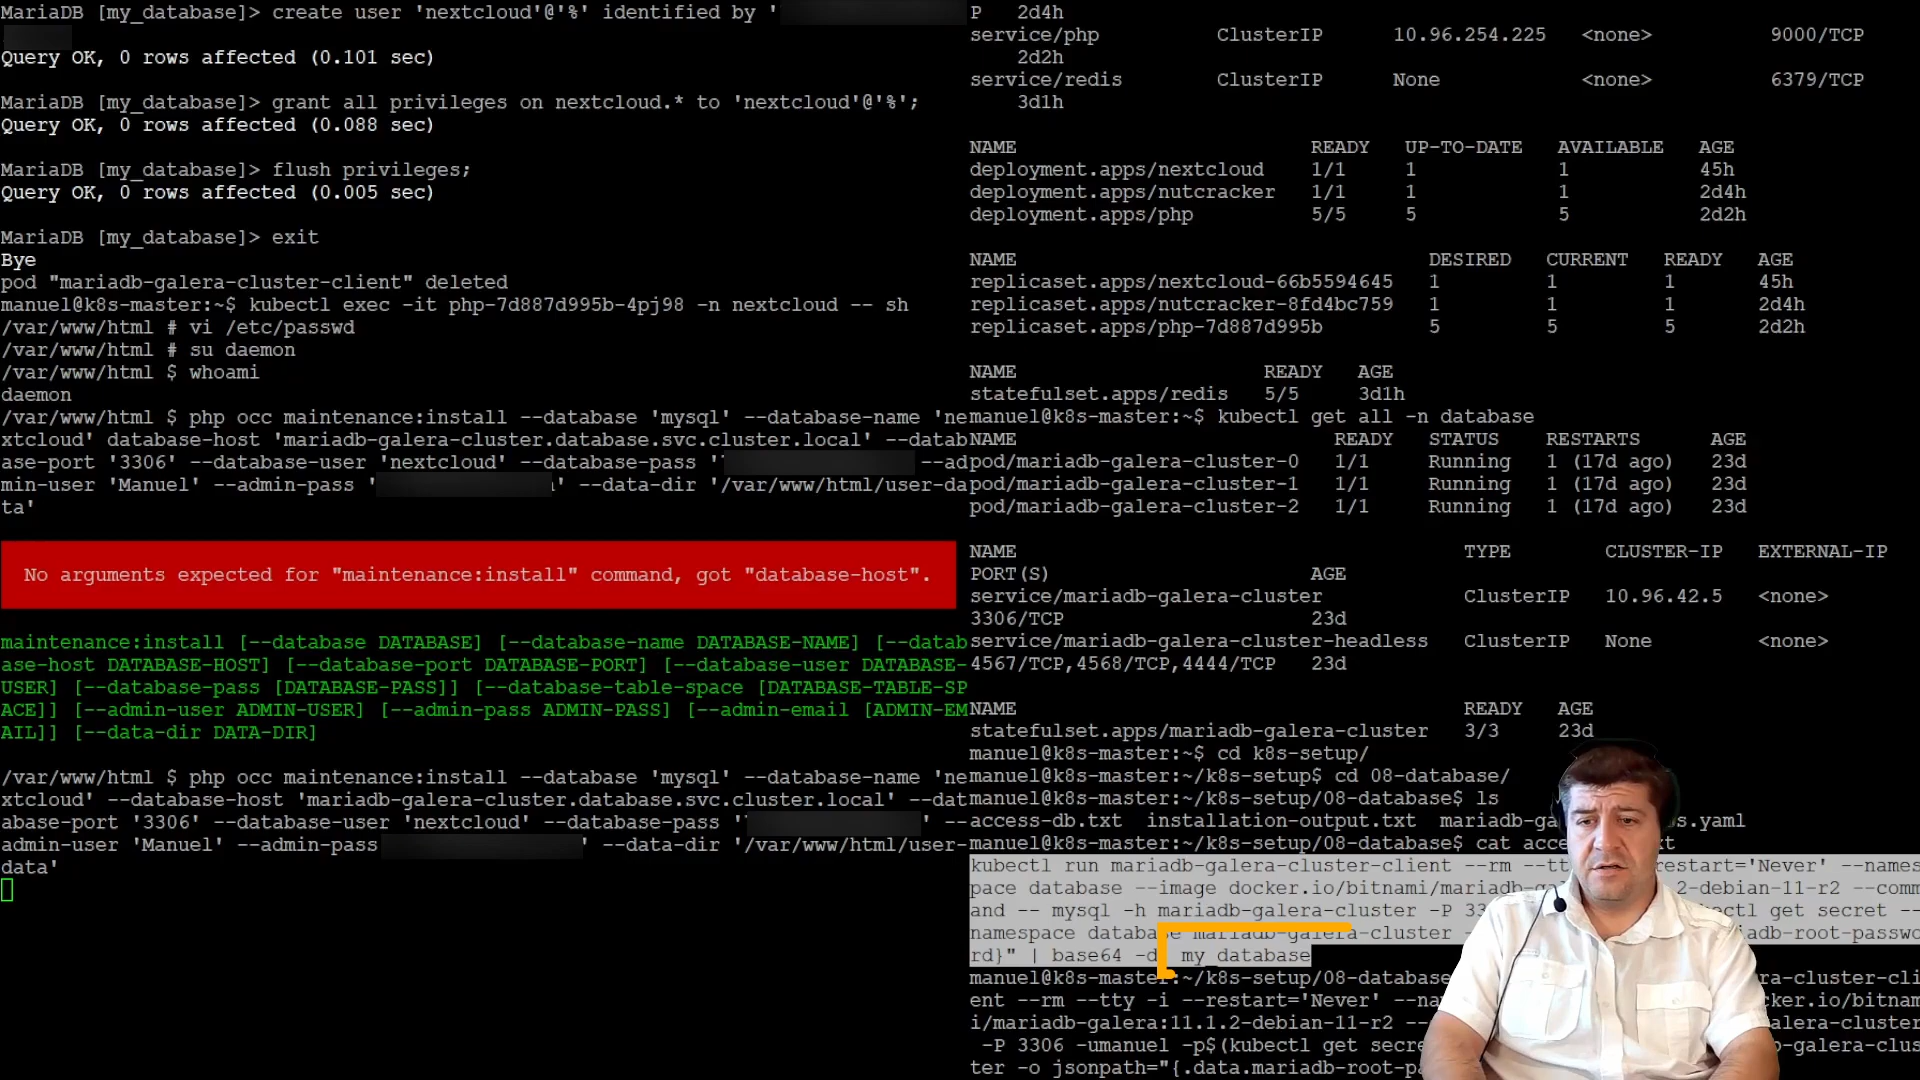 MariaDB [my_database]> create user 'nextcloud'@'%' identified by '
Query OK, 0 rows affected (0.101 sec)
MariaDB [my_database]> grant all privileges on nextcloud.* to 'nextcloud'@'%';
Query OK, 0 rows affected (0.088 sec)
MariaDB [my_database]> flush privileges;
Query OK, 0 rows affected (0.005 sec)
MariaDB [my_database]> exit
Bye
pod "mariadb-galera-cluster-client" deleted
manuel@k8s-master:~$ kubectl exec -it php-7d887d995b-4pj98 -n nextcloud -- sh
/var/www/html # vi /etc/passwd
/var/www/html # su daemon
/var/www/html $ whoami
daemon
/var/www/html $ php occ maintenance:install --database 'mysql' --database-name 'ne
xtcloud' database-host 'mariadb-galera-cluster.database.svc.cluster.local' --datab
ase-port '3306' --database-user 'nextcloud' --database-pass ' --ad
min-user 'Manuel' --admin-pass ' ' --data-dir '/var/www/html/user-da
ta'
No arguments expected for "maintenance:install" command, got "database-host".
maintenance:install [--database DATABASE] [--database-name DATABASE-NAME] [--datab
ase-host DATABASE-HOST] [--database-port DATABASE-PORT] [--database-user DATABASE-
USER] [--database-pass [DATABASE-PASS]] [--database-table-space [DATABASE-TABLE-SP
ACE]] [--admin-user ADMIN-USER] [--admin-pass ADMIN-PASS] [--admin-email [ADMIN-EM
AIL]] [--data-dir DATA-DIR]
/var/www/html $ php occ maintenance:install --database 'mysql' --database-name 'ne
xtcloud' --database-host 'mariadb-galera-cluster.database.svc.cluster.local' --dat
abase-port '3306' --database-user 'nextcloud' --database-pass ' --
admin-user 'Manuel' --admin-pass ' --data-dir '/var/www/html/user-
data'
P 2d4h
service/php ClusterIP 10.96.254.225 <none> 9000/TCP
2d2h
service/redis ClusterIP None <none> 6379/TCP
3d1h
NAME READY UP-TO-DATE AVAILABLE AGE
deployment.apps/nextcloud 1/1 1 1 45h
deployment.apps/nutcracker 1/1 1 1 2d4h
deployment.apps/php 5/5 5 5 2d2h
NAME DESIRED CURRENT READY AGE
replicaset.apps/nextcloud-66b5594645 1 1 1 45h
replicaset.apps/nutcracker-8fd4bc759 1 1 1 2d4h
replicaset.apps/php-7d887d995b 5 5 5 2d2h
NAME READY AGE
statefulset.apps/redis 5/5 3d1h
manuel@k8s-master:~$ kubectl get all -n database
NAME READY STATUS RESTARTS AGE
pod/mariadb-galera-cluster-0 1/1 Running 1 (17d ago) 23d
pod/mariadb-galera-cluster-1 1/1 Running 1 (17d ago) 23d
pod/mariadb-galera-cluster-2 1/1 Running 1 (17d ago) 23d
NAME TYPE CLUSTER-IP EXTERNAL-IP
PORT(S) AGE
service/mariadb-galera-cluster ClusterIP 10.96.42.5 <none>
3306/TCP 23d
service/mariadb-galera-cluster-headless ClusterIP None <none>
4567/TCP,4568/TCP,4444/TCP 23d
NAME READY AGE
statefulset.apps/mariadb-galera-cluster 3/3 23d
manuel@k8s-master:~$ cd k8s-setup/
manuel@k8s-master:~/k8s-setup$ cd 08-database/
manuel@k8s-master:~/k8s-setup/08-database$ ls
access-db.txt installation-output.txt mariadb-ga s.yaml
manuel@k8s-master:~/k8s-setup/08-database$ cat acce xt
kubectl run mariadb-galera-cluster-client --rm --tt restart='Never' --names
pace database --image docker.io/bitnami/mariadb-ga 2-debian-11-r2 --comm
and -- mysql -h mariadb-galera-cluster -P 33 ctl get secret --
namespace database mariadb-galera-cluster - iadb-root-passwo
rd}" | base64 -d my_database
manuel@k8s-master:~/k8s-setup/08-database ra-cluster-cli
ent --rm --tty -i --restart='Never' --na ker.io/bitnam
i/mariadb-galera:11.1.2-debian-11-r2 -- alera-cluster
-P 3306 -umanuel -p$(kubectl get secre -galera-clus
ter -o jsonpath="{.data.mariadb-root-pa